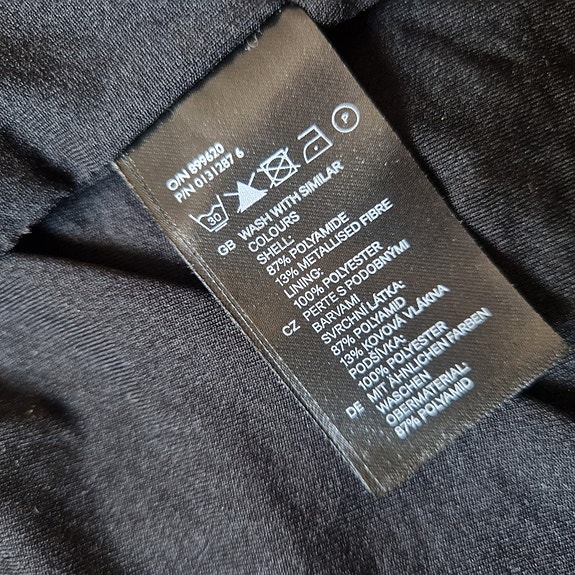 O/N 899620
P/N 0131287 6
30 P
GB WASH WITH SIMILAR
COLOURS
SHELL:
87% POLYAMIDE
13% METALLISED FIBRE
LINING:
100% POLYESTER
CZ PERTE S PODOBNÝMI
BARVAMI
SVRCHNÍ LÁTKA:
87% POLYAMID
13% KOVOVÁ VLÁKNA
PODŠÍVKA:
100% POLYESTER
DE MIT ÄHNLICHEN FARBEN
WASCHEN
OBERMATERIAL:
87% POLYAMID